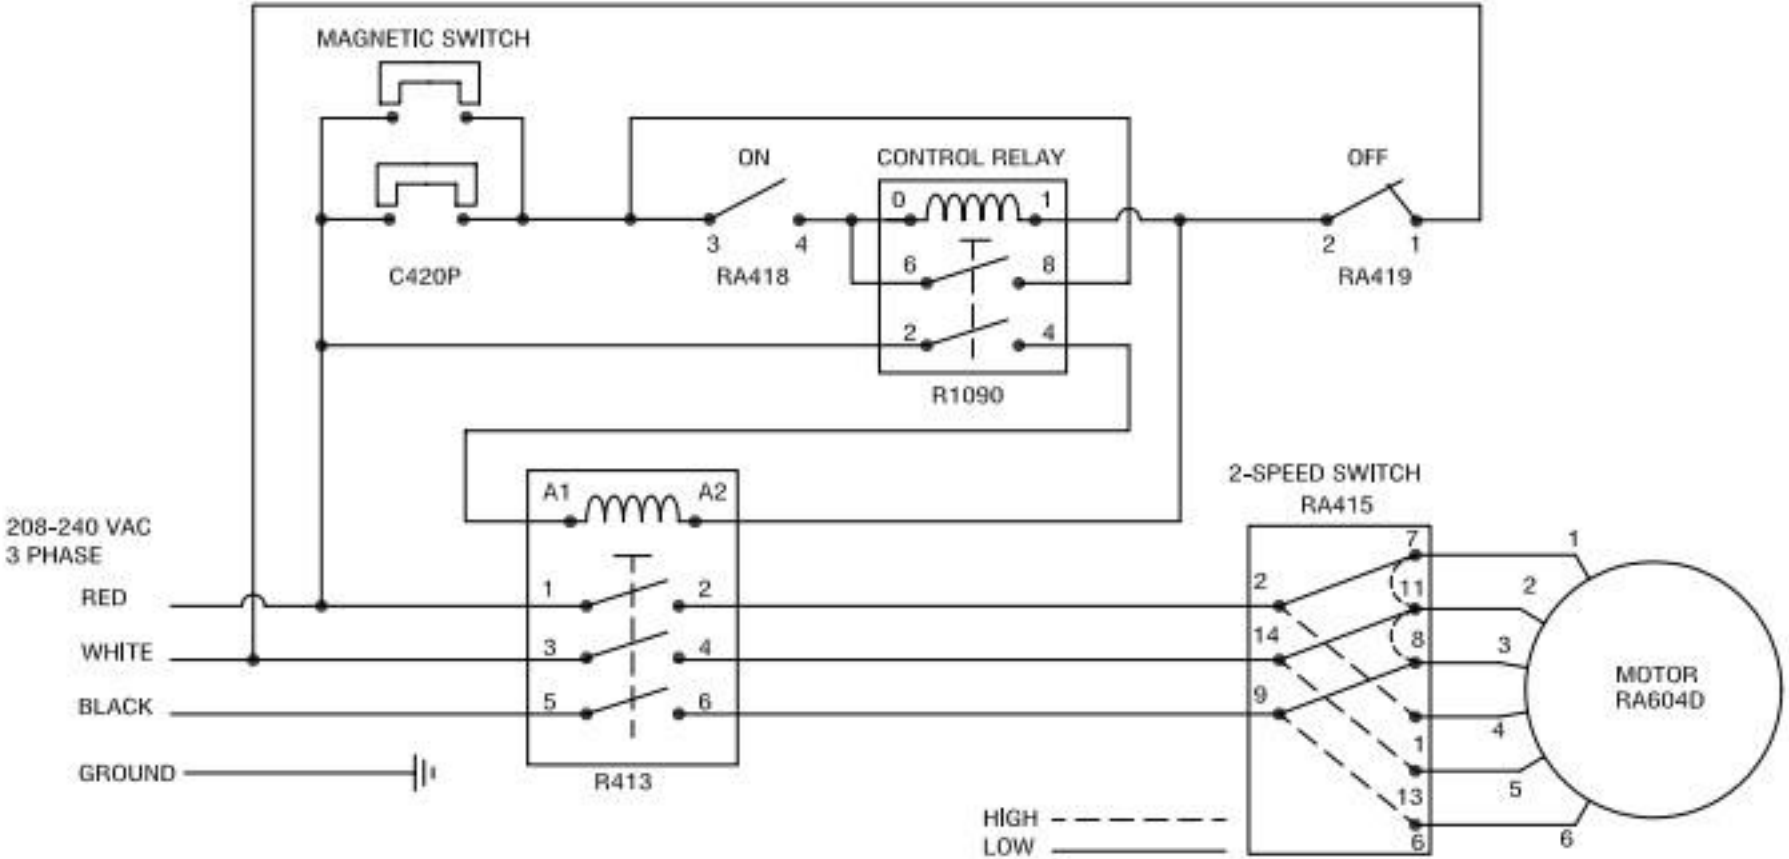 MAGNETIC SWITCH
ON
CONTROL RELAY
OFF
0
1
3
4
2
1
C420P
RA418
6
8
RA419
2
4
R1090
2-SPEED SWITCH
RA415
A1
A2
208-240 VAC
3 PHASE
RED
1
2
WHITE
3
4
BLACK
5
6
GROUND
R413
2
7
1
11
2
14
8
3
9
4
1
5
13
6
6
MOTOR
RA604D
HIGH
LOW